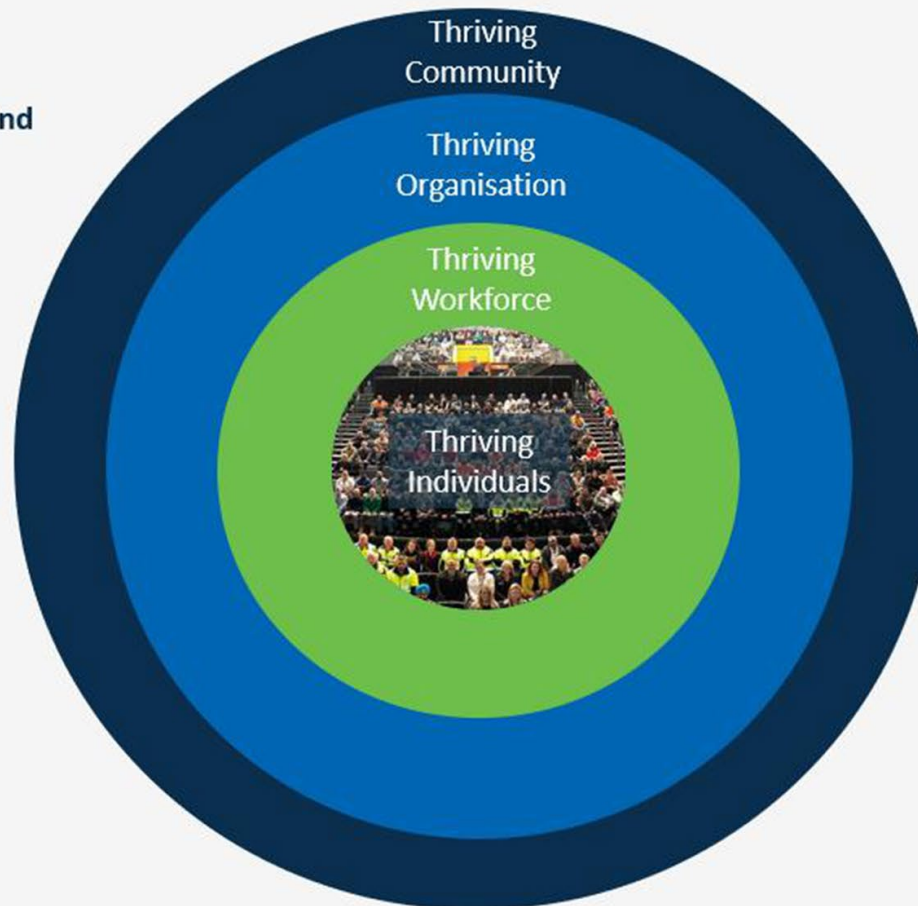 Thriving
Community
nd
Thriving
Organisation
Thriving
Workforce
Thriving
Individuals